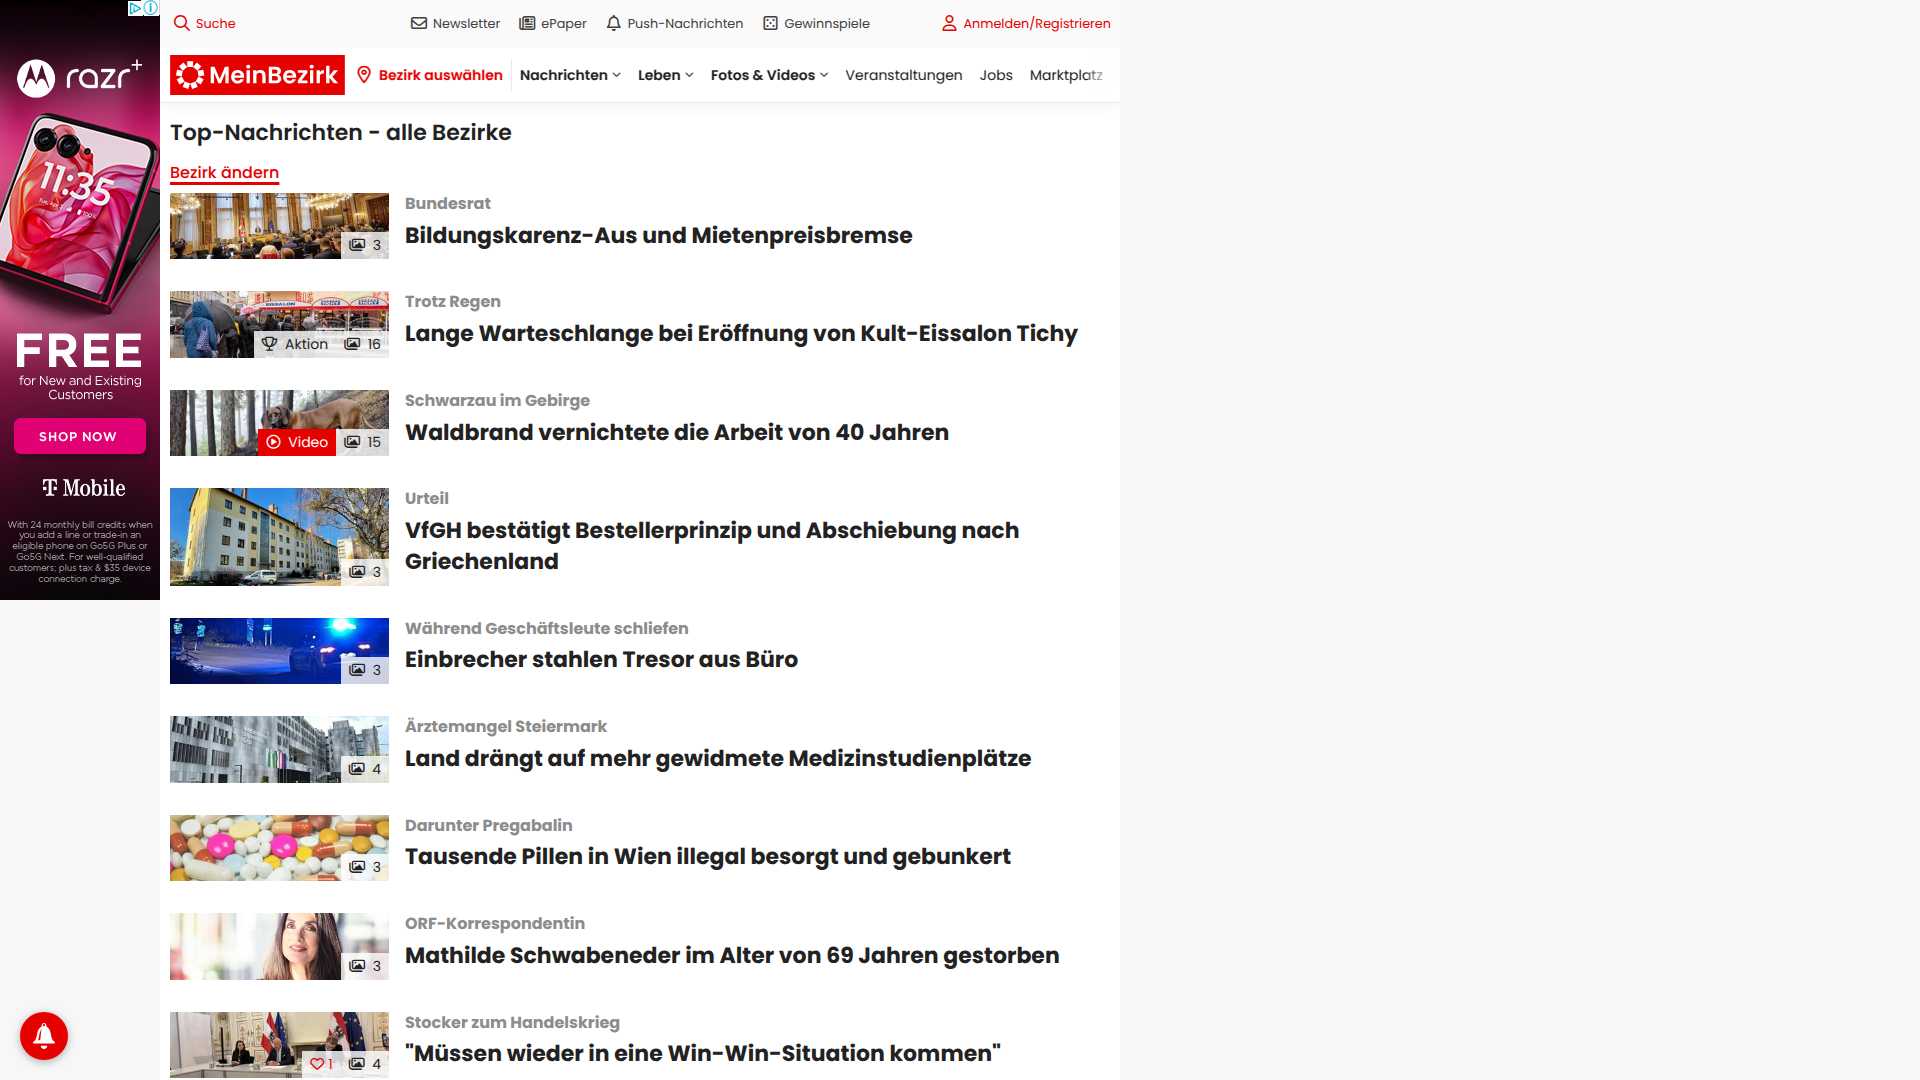 Suche
Newsletter
ePaper
Push-Nachrichten
Gewinnspiele
Anmelden/Registrieren
MeinBezirk
Bezirk auswählen
Nachrichten
Leben
Fotos & Videos
Veranstaltungen
Jobs
Marktplatz
razr+
11:35
FREE
for New and Existing
Customers
SHOP NOW
T Mobile
With 24 monthly bill credits when
you add a line or trade-in an
eligible phone on Go5G Plus or
Go5G Next. For well-qualified
customers; plus tax & $35 device
connection charge.
Top-Nachrichten - alle Bezirke
Bezirk ändern
3
Bundesrat
Bildungskarenz-Aus und Mietenpreisbremse
EISSALON
Aktion
16
Trotz Regen
Lange Warteschlange bei Eröffnung von Kult-Eissalon Tichy
Video
15
Schwarzau im Gebirge
Waldbrand vernichtete die Arbeit von 40 Jahren
3
Urteil
VfGH bestätigt Bestellerprinzip und Abschiebung nach
Griechenland
3
Während Geschäftsleute schliefen
Einbrecher stahlen Tresor aus Büro
4
Ärztemangel Steiermark
Land drängt auf mehr gewidmete Medizinstudienplätze
3
Darunter Pregabalin
Tausende Pillen in Wien illegal besorgt und gebunkert
3
ORF-Korrespondentin
Mathilde Schwabeneder im Alter von 69 Jahren gestorben
1
4
Stocker zum Handelskrieg
"Müssen wieder in eine Win-Win-Situation kommen"